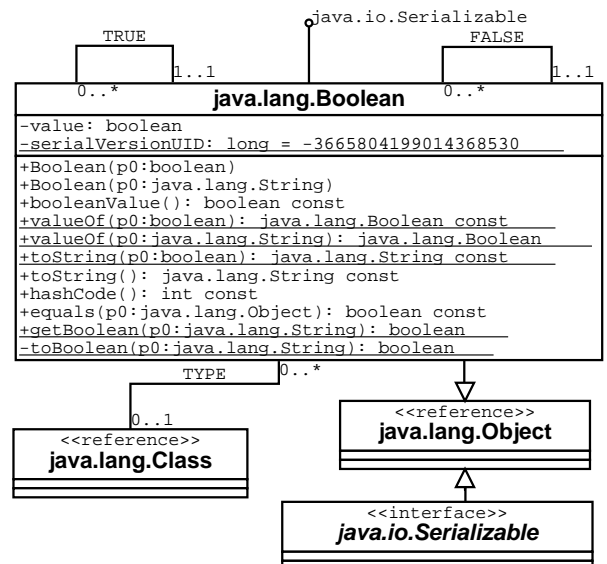 java.io.Serializable
TRUE
FALSE
0..*
1..1
0..*
1..1
java.lang.Boolean
-value: boolean
-serialVersionUID: long = -3665804199014368530
+Boolean(p0:boolean)
+Boolean(p0:java.lang.String)
+booleanValue(): boolean const
+valueOf(p0:boolean): java.lang.Boolean const
+valueOf(p0:java.lang.String): java.lang.Boolean
+toString(p0:boolean): java.lang.String const
+toString(): java.lang.String const
+hashCode(): int const
+equals(p0:java.lang.Object): boolean const
+getBoolean(p0:java.lang.String): boolean
-toBoolean(p0:java.lang.String): boolean
TYPE
0..*
0..1
<<reference>>
java.lang.Class
<<reference>>
java.lang.Object
<<interface>>
java.io.Serializable